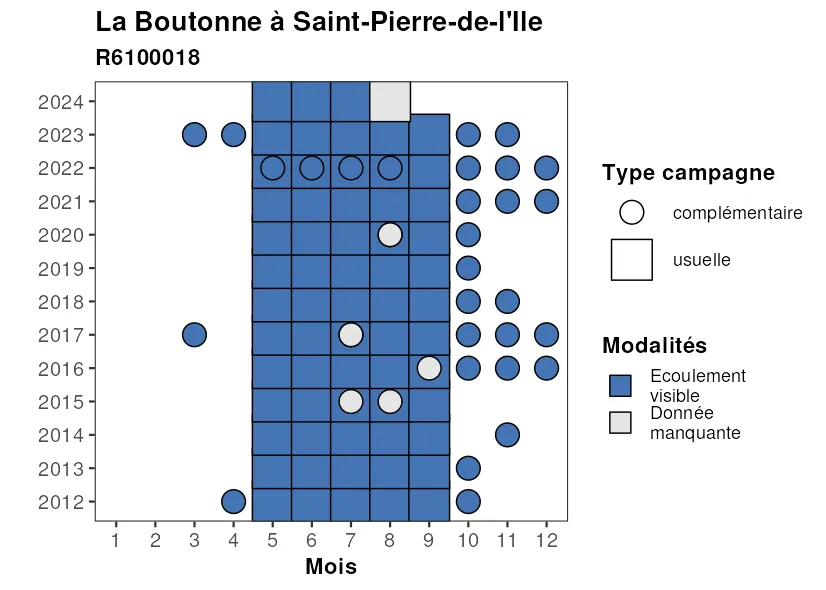 La Boutonne à Saint-Pierre-de-l'Ile
R6100018
2024
2023
2022
2021
2020
2019
2018
2017
2016
2015
2014
2013
2012
1 2 3 4 5 6 7 8 9 10 11 12
Mois
Type campagne
complémentaire
usuelle
Modalités
Ecoulement
visible
Donnée
manquante